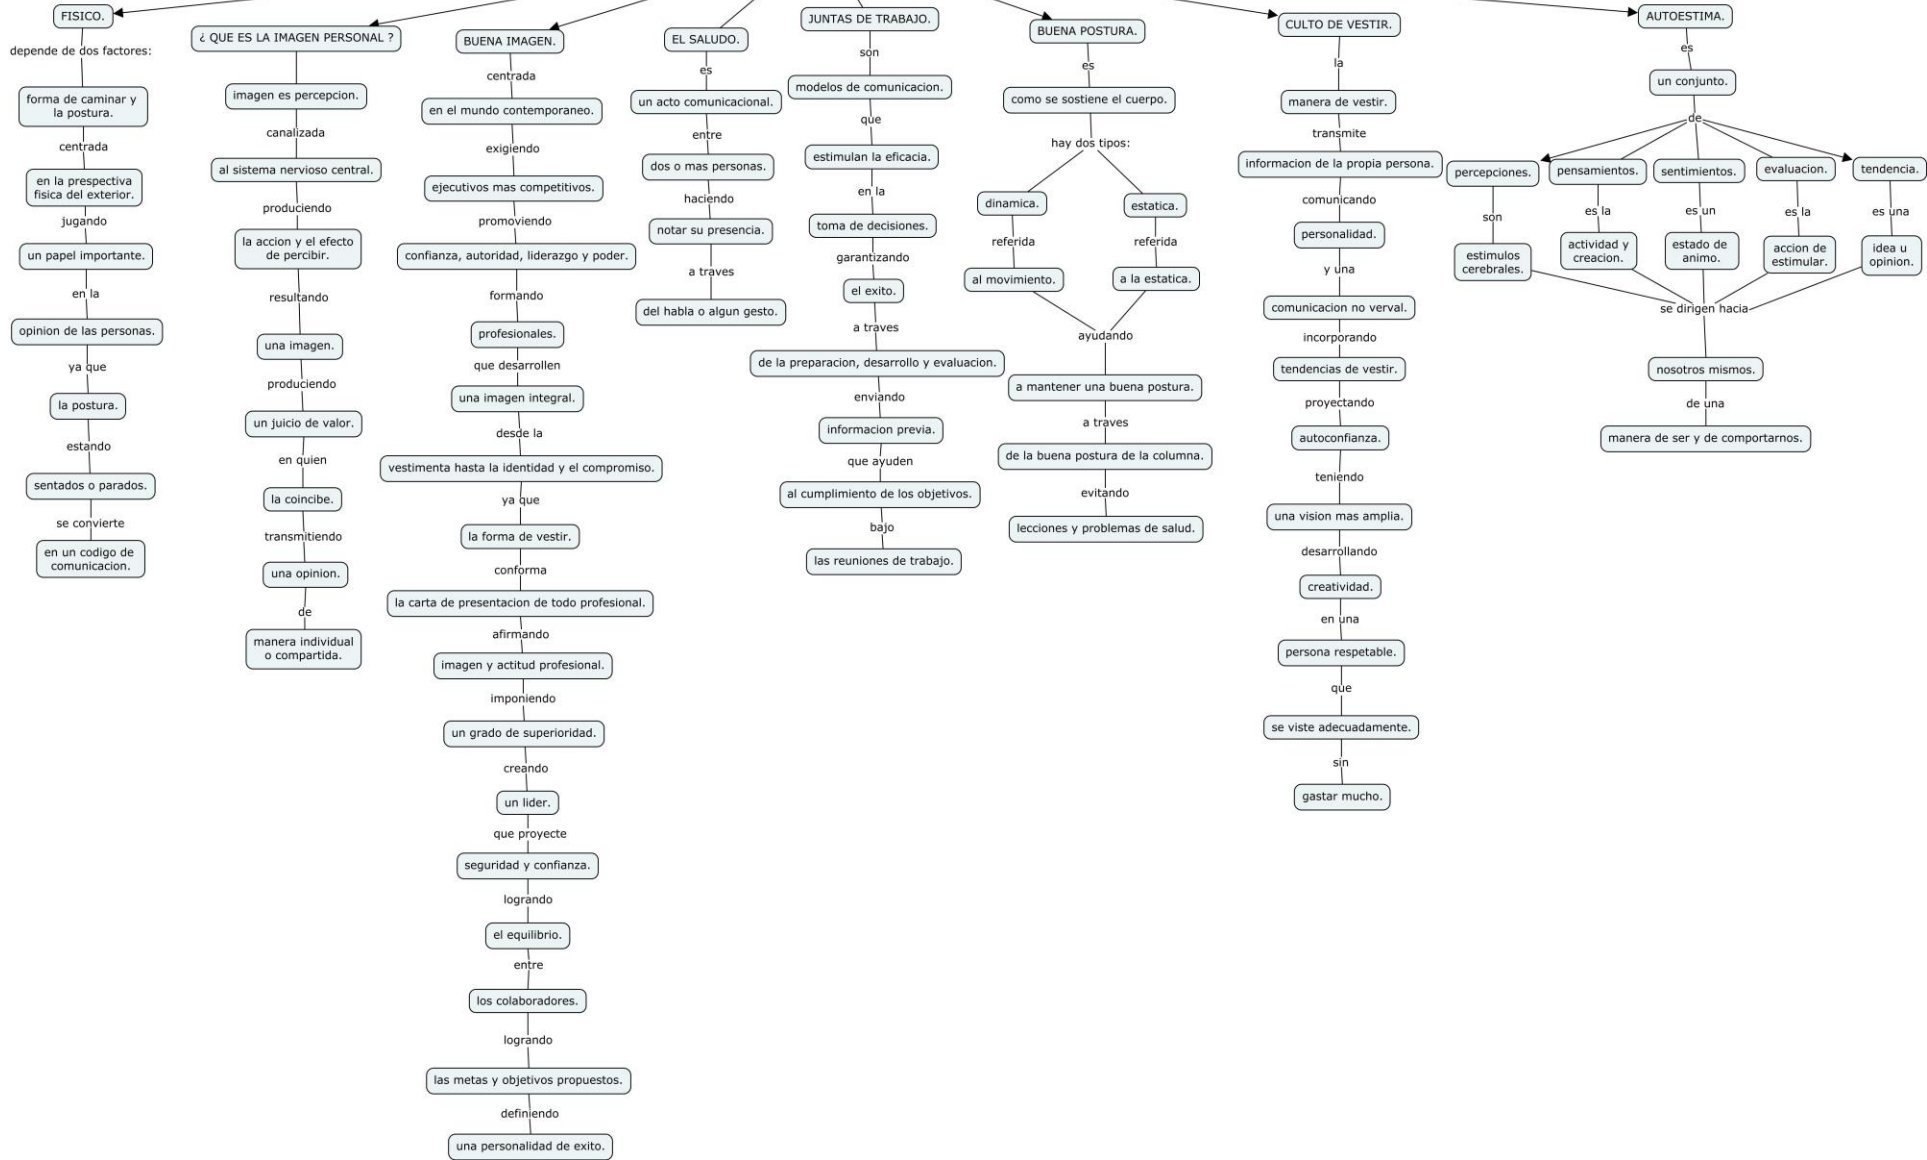 FISICO.
depende de dos factores:
forma de caminar y
la postura.
centrada
en la prespectiva
fisica del exterior.
jugando
un papel importante.
en la
opinion de las personas.
ya que
la postura.
estando
sentados o parados.
se convierte
en un codigo de
comunicacion.
¿ QUE ES LA IMAGEN PERSONAL ?
imagen es percepcion.
canalizada
al sistema nervioso central.
produciendo
la accion y el efecto
de percibir.
resultando
una imagen.
produciendo
un juicio de valor.
en quien
la coincibe.
transmitiendo
una opinion.
de
manera individual
o compartida.
BUENA IMAGEN.
centrada
en el mundo contemporaneo.
exigiendo
ejecutivos mas competitivos.
promoviendo
confianza, autoridad, liderazgo y poder.
formando
profesionales.
que desarrollen
una imagen integral.
desde la
vestimenta hasta la identidad y el compromiso.
ya que
la forma de vestir.
conforma
la carta de presentacion de todo profesional.
afirmando
imagen y actitud profesional.
imponiendo
un grado de superioridad.
creando
un lider.
que proyecte
seguridad y confianza.
logrando
el equilibrio.
entre
los colaboradores.
logrando
las metas y objetivos propuestos.
definiendo
una personalidad de exito.
EL SALUDO.
es
un acto comunicacional.
entre
dos o mas personas.
haciendo
notar su presencia.
a traves
del habla o algun gesto.
JUNTAS DE TRABAJO.
son
modelos de comunicacion.
que
estimulan la eficacia.
en la
toma de decisiones.
garantizando
el exito.
a traves
de la preparacion, desarrollo y evaluacion.
enviando
informacion previa.
que ayuden
al cumplimiento de los objetivos.
bajo
las reuniones de trabajo.
BUENA POSTURA.
es
como se sostiene el cuerpo.
hay dos tipos:
dinamica.
referida
al movimiento.
estatica.
referida
a la estatica.
ayudando
a mantener una buena postura.
a traves
de la buena postura de la columna.
evitando
lecciones y problemas de salud.
CULTO DE VESTIR.
la
manera de vestir.
transmite
informacion de la propia persona.
comunicando
personalidad.
y una
comunicacion no verval.
incorporando
tendencias de vestir.
proyectando
autoconfianza.
teniendo
una vision mas amplia.
desarrollando
creatividad.
en una
persona respetable.
que
se viste adecuadamente.
sin
gastar mucho.
AUTOESTIMA.
es
un conjunto.
de
percepciones.
son
estimulos
cerebrales.
pensamientos.
es la
actividad y
creacion.
sentimientos.
es un
estado de
animo.
evaluacion.
es la
accion de
estimular.
tendencia.
es una
idea u
opinion.
se dirigen hacia
nosotros mismos.
de una
manera de ser y de comportarnos.